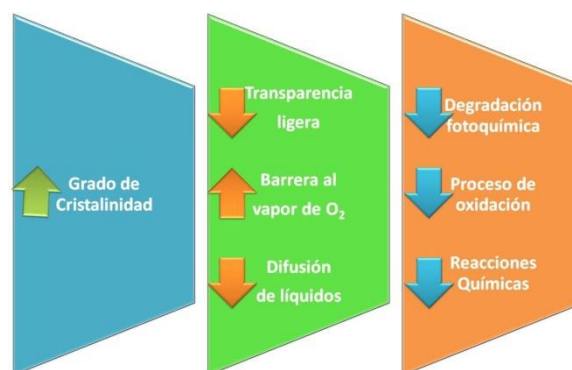 Grado de
Cristalinidad
Transparencia
ligera
Barrera al
vapor de O₂
Difusión
de líquidos
Degradación
fotoquímica
Proceso de
oxidación
Reacciones
Químicas